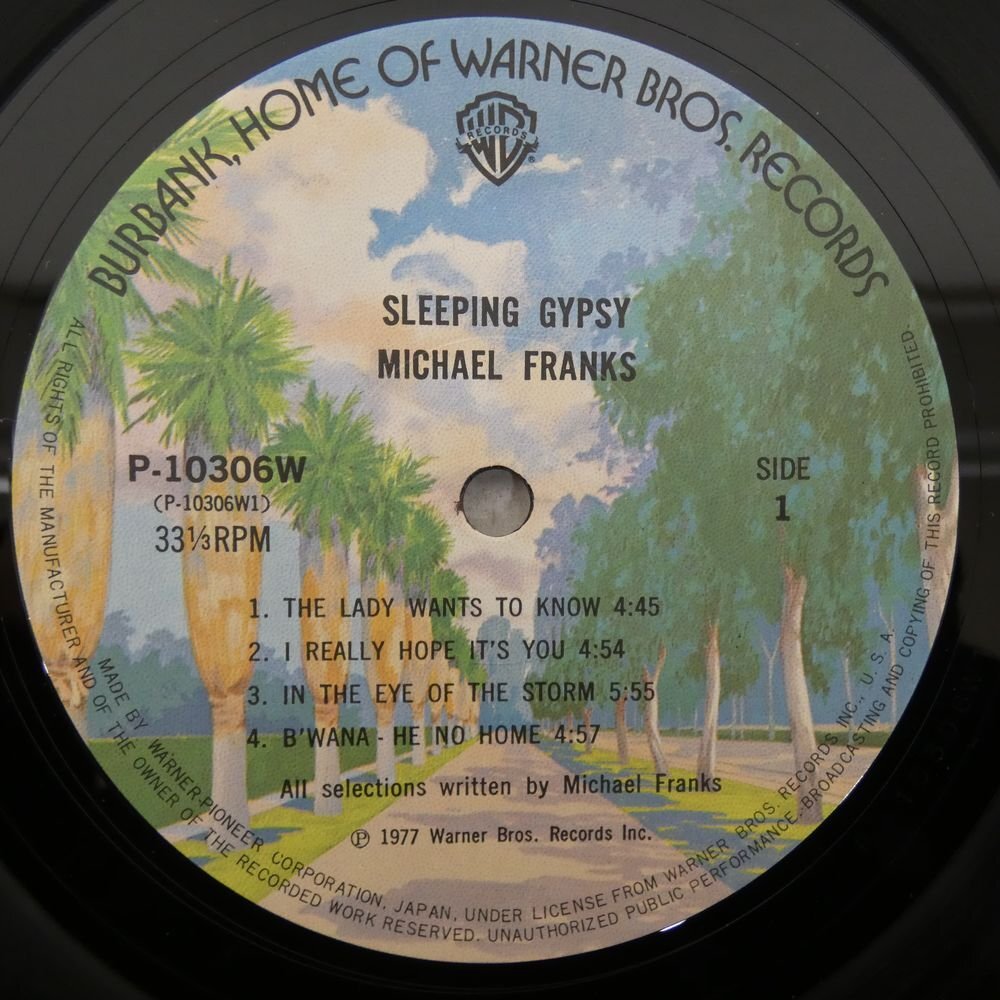 BURBANK, HOME OF WARNER BROS. RECORDS
WB
RECORDS
®
SLEEPING GYPSY
MICHAEL FRANKS
P-10306W
(P-10306W1)
33⅓RPM
SIDE
1
1. THE LADY WANTS TO KNOW 4:45
2. I REALLY HOPE IT'S YOU 4:54
3. IN THE EYE OF THE STORM 5:55
4. B'WANA - HE NO HOME 4:57
All selections written by Michael Franks
Ⓟ 1977 Warner Bros. Records Inc.
MADE BY WARNER-PIONEER CORPORATION, JAPAN, UNDER LICENSE FROM WARNER BROS. RECORDS, INC., U. S. A.
ALL RIGHTS OF THE MANUFACTURER AND OF THE OWNER OF THE RECORDED WORK RESERVED. UNAUTHORIZED PUBLIC PERFORMANCE, BROADCASTING AND COPYING OF THIS RECORD PROHIBITED.